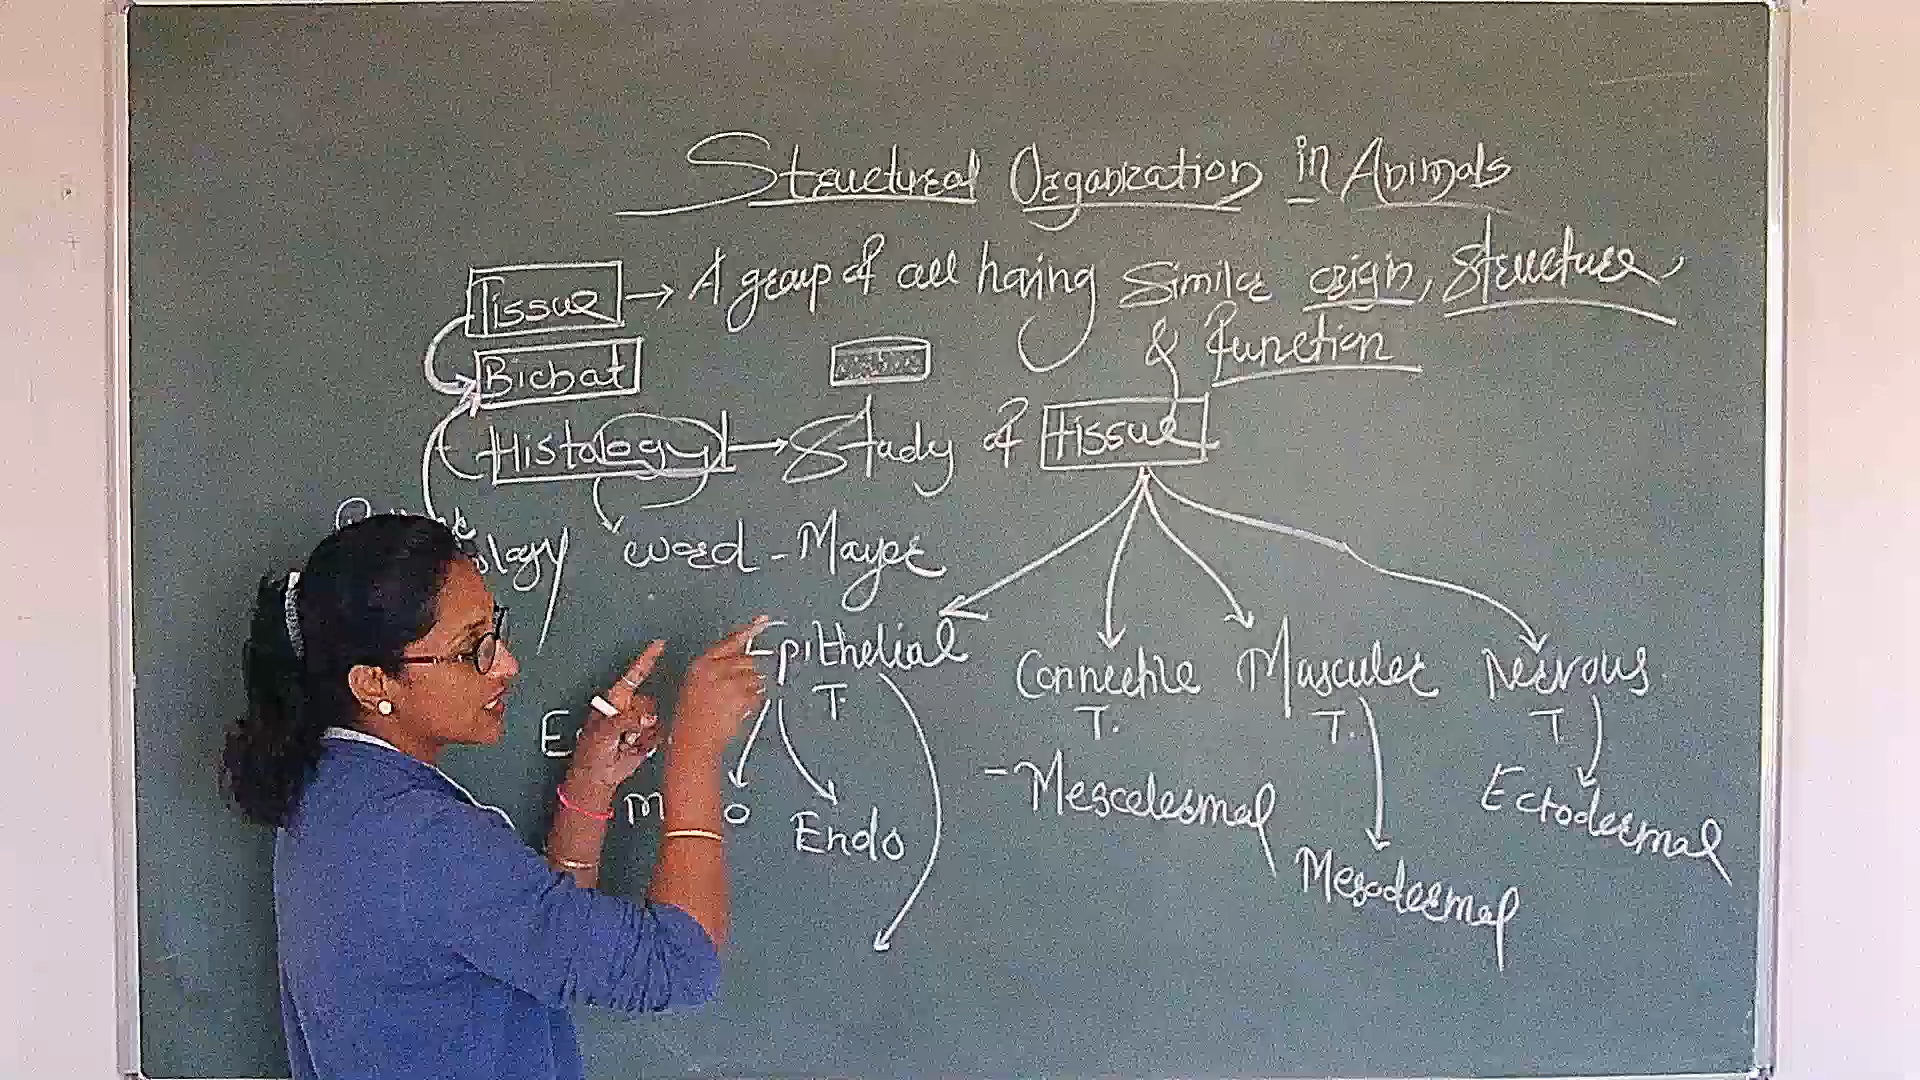 Structural Organization in Animals
Tissue → A group of cell having similar origin, structure,
& function
Bichat
Histology → Study of tissue
ology
word - Mayer
Epithelial Connective Muscular Nervous
T. T. T. T
Endo
- Mesodermal
Ectodermal
Mesodermal